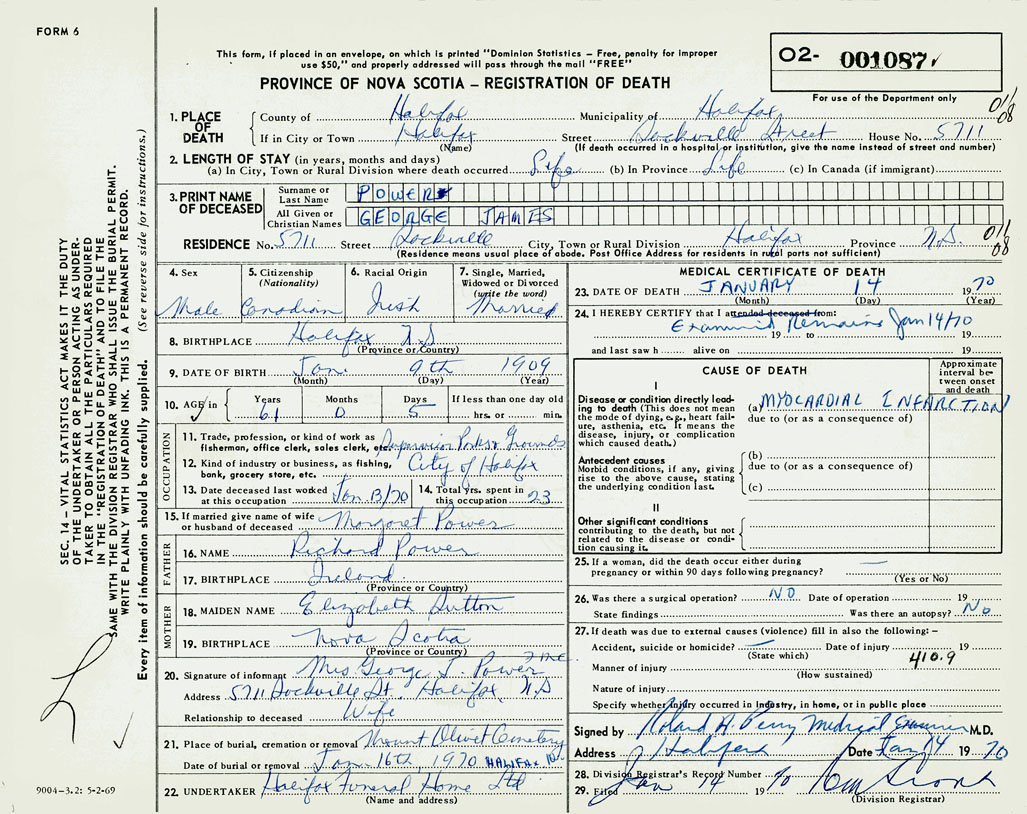 FORM 6
This form, if placed in an envelope, on which is printed "Dominion Statistics – Free, penalty for improper
use $50," and properly addressed will pass through the mail "FREE"
PROVINCE OF NOVA SCOTIA – REGISTRATION OF DEATH
O2- 001087
For use of the Department only
011
08
1. PLACE OF DEATH
County of Halifax Municipality of Halifax
If in City or Town Halifax Street House No. 5711
(Name) (If death occurred in a hospital or institution, give the name instead of street and number)
2. LENGTH OF STAY (in years, months and days)
(a) In City, Town or Rural Division where death occurred Life (b) In Province Life (c) In Canada (if immigrant)
3. PRINT NAME OF DECEASED
Surname or Last Name POWER
All Given or Christian Names GEORGE JAMES
RESIDENCE No. 5711 Street City, Town or Rural Division Halifax Province N.S. 011 08
(Residence means usual place of abode. Post Office Address for residents in rural parts not sufficient)
4. Sex Male
5. Citizenship (Nationality) Canadian
6. Racial Origin Irish
7. Single, Married, Widowed or Divorced (write the word) Married
8. BIRTHPLACE Halifax N.S
(Province or Country)
9. DATE OF BIRTH Jan. 9th 1909
(Month) (Day) (Year)
10. AGE in Years 61 Months 0 Days 5 If less than one day old hrs. or min.
OCCUPATION
11. Trade, profession, or kind of work as fisherman, office clerk, sales clerk, etc. Supervisor Parks & Grounds
12. Kind of industry or business, as fishing, bank, grocery store, etc. City of Halifax
13. Date deceased last worked at this occupation Jan 13/70
14. Total yrs. spent in this occupation 23
15. If married give name of wife or husband of deceased Margaret Power
FATHER
16. NAME Richard Power
17. BIRTHPLACE Ireland
(Province or Country)
MOTHER
18. MAIDEN NAME Elizabeth Sutton
19. BIRTHPLACE Nova Scotia
(Province or Country)
20. Signature of informant Mrs George J. Power
Address 5711 St. Halifax N.S
Relationship to deceased Wife
21. Place of burial, cremation or removal Mount Olivet Cemetery
Date of burial or removal Jan. 16th 1970 HALIFAX
22. UNDERTAKER Halifax Funeral Home Ltd
(Name and address)
MEDICAL CERTIFICATE OF DEATH
23. DATE OF DEATH JANUARY 14 1970
(Month) (Day) (Year)
24. I HEREBY CERTIFY that I attended deceased from:
Examined Remains Jan 14/70
19 to 19
and last saw h alive on 19
CAUSE OF DEATH
Approximate interval between onset and death
I
Disease or condition directly leading to death (This does not mean the mode of dying, e.g., heart failure, asthenia, etc. It means the disease, injury, or complication which caused death.)
(a) MYOCARDIAL INFARCTION
due to (or as a consequence of)
Antecedent causes
Morbid conditions, if any, giving rise to the above cause, stating the underlying condition last.
(b)
due to (or as a consequence of)
(c)
II
Other significant conditions
contributing to the death, but not related to the disease or condition causing it.
25. If a woman, did the death occur either during
pregnancy or within 90 days following pregnancy? —
(Yes or No)
26. Was there a surgical operation? NO Date of operation 19
State findings Was there an autopsy? No
27. If death was due to external causes (violence) fill in also the following:–
Accident, suicide or homicide? — Date of injury 19
(State which) 410.9
Manner of injury
(How sustained)
Nature of injury
Specify whether injury occurred in industry, in home, or in public place
Signed by Roland A. Perry Medical Examiner M.D.
Address Halifax Date Jan 14 1970
28. Division Registrar's Record Number
29. Filed Jan 14 1970
(Division Registrar)
9004-3.2: 5-2-69
SEC. 14 – VITAL STATISTICS ACT MAKES IT THE DUTY
OF THE UNDERTAKER OR PERSON ACTING AS UNDER-
TAKER TO OBTAIN ALL THE PARTICULARS REQUIRED
IN THE "REGISTRATION OF DEATH" AND TO FILE THE
SAME WITH THE DIVISION REGISTRAR WHO SHALL ISSUE THE BURIAL PERMIT.
WRITE PLAINLY WITH UNFADING INK. THIS IS A PERMANENT RECORD.
Every item of information should be carefully supplied. (See reverse side for instructions.)